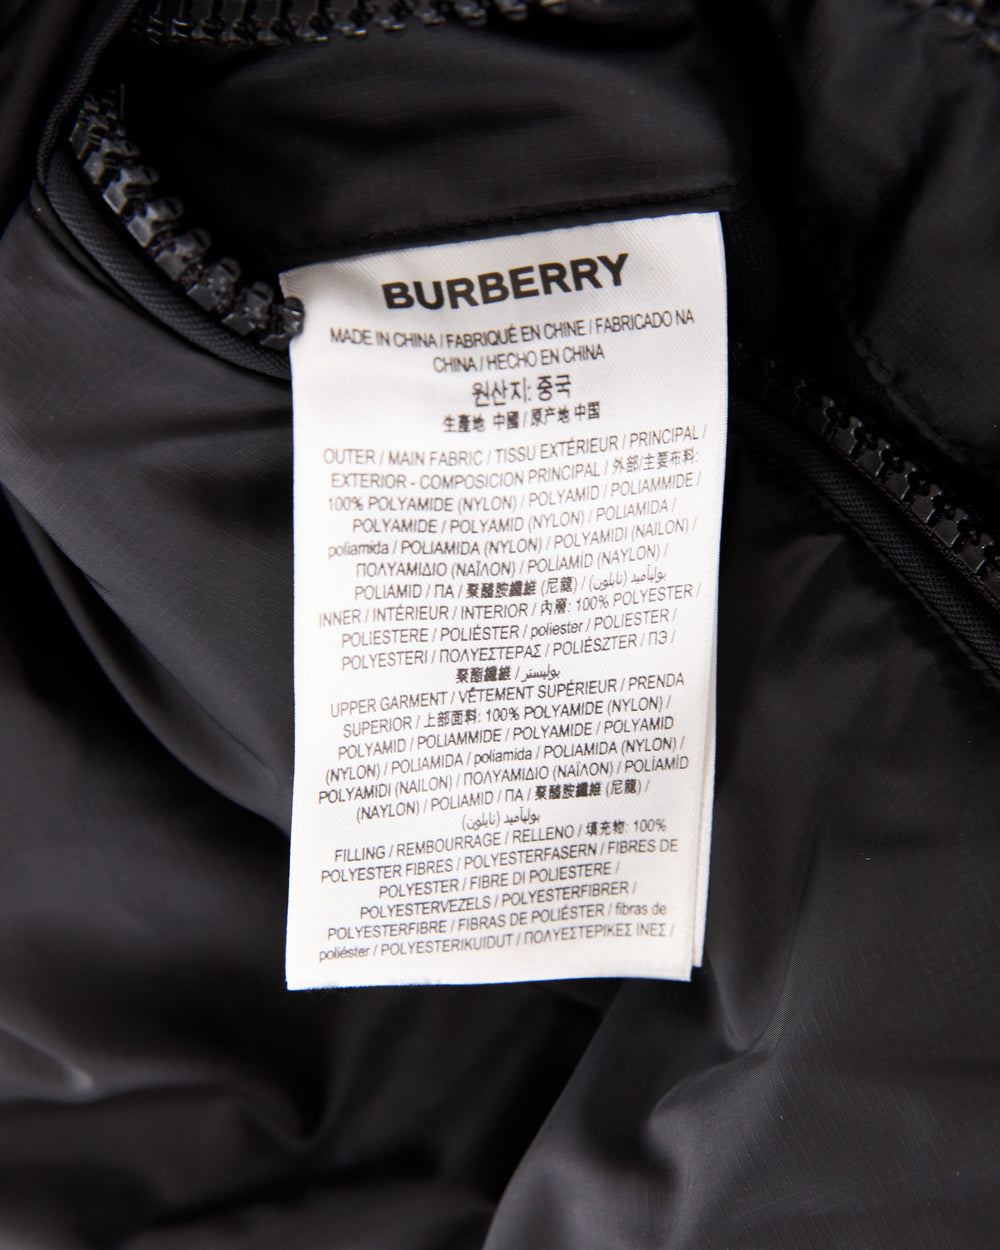 BURBERRY
MADE IN CHINA / FABRIQUÉ EN CHINE / FABRICADO NA
CHINA / HECHO EN CHINA
원산지: 중국
生產地 中國 / 原产地 中国
OUTER / MAIN FABRIC / TISSU EXTÉRIEUR / PRINCIPAL /
EXTERIOR - COMPOSICION PRINCIPAL / 外部/主要布料:
100% POLYAMIDE (NYLON) / POLYAMID / POLIAMMIDE /
POLYAMIDE / POLYAMID (NYLON) / POLIAMIDA /
poliamida / POLIAMIDA (NYLON) / POLYAMIDI (NAILON) /
ΠΟΛΥΑΜΙΔΙΟ (ΝΑΪΛΟΝ) / POLÍAMÍD (NAYLON) /
POLIAMID / ПА / 聚醯胺纖維 (尼龍) / بوليآميد (نايلون)
INNER / INTÉRIEUR / INTERIOR / 內層: 100% POLYESTER /
POLIESTERE / POLIÉSTER / poliester / POLIESTER /
POLYESTERI / ΠΟΛΥΕΣΤΕΡΑΣ / POLIÉSZTER / ПЭ /
聚酯纖維 / بوليستر
UPPER GARMENT / VÊTEMENT SUPÉRIEUR / PRENDA
SUPERIOR / 上部面料: 100% POLYAMIDE (NYLON) /
POLYAMID / POLIAMMIDE / POLYAMIDE / POLYAMID
(NYLON) / POLIAMIDA / poliamida / POLIAMIDA (NYLON) /
POLYAMIDI (NAILON) / ΠΟΛΥΑΜΙΔΙΟ (ΝΑΪΛΟΝ) / POLÍAMÍD
(NAYLON) / POLIAMID / ПА / 聚醯胺纖維 (尼龍) /
بوليآميد (نايلون)
FILLING / REMBOURRAGE / RELLENO / 填充物: 100%
POLYESTER FIBRES / POLYESTERFASERN / FIBRES DE
POLYESTER / FIBRE DI POLIESTERE /
POLYESTERVEZELS / POLYESTERFIBRER /
POLYESTERFIBRE / FIBRAS DE POLIÉSTER / fibras de
poliéster / POLYESTERIKUIDUT / ΠΟΛΥΕΣΤΕΡΙΚΕΣ ΙΝΕΣ /